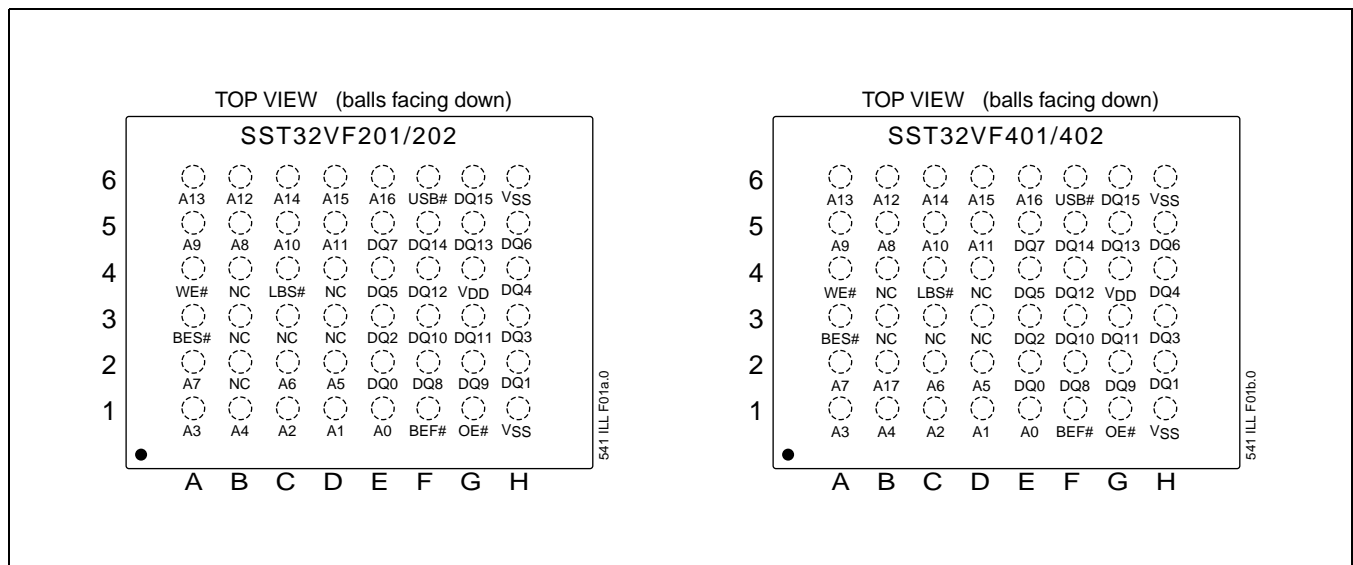 TOP VIEW (balls facing down)
SST32VF201/202
6
A13 A12 A14 A15 A16 USB# DQ15 VSS
5
A9 A8 A10 A11 DQ7 DQ14 DQ13 DQ6
4
WE# NC LBS# NC DQ5 DQ12 VDD DQ4
3
BES# NC NC NC DQ2 DQ10 DQ11 DQ3
2
A7 NC A6 A5 DQ0 DQ8 DQ9 DQ1
1
A3 A4 A2 A1 A0 BEF# OE# VSS
A B C D E F G H
541 ILL F01a.0
TOP VIEW (balls facing down)
SST32VF401/402
6
A13 A12 A14 A15 A16 USB# DQ15 VSS
5
A9 A8 A10 A11 DQ7 DQ14 DQ13 DQ6
4
WE# NC LBS# NC DQ5 DQ12 VDD DQ4
3
BES# NC NC NC DQ2 DQ10 DQ11 DQ3
2
A7 A17 A6 A5 DQ0 DQ8 DQ9 DQ1
1
A3 A4 A2 A1 A0 BEF# OE# VSS
A B C D E F G H
541 ILL F01b.0